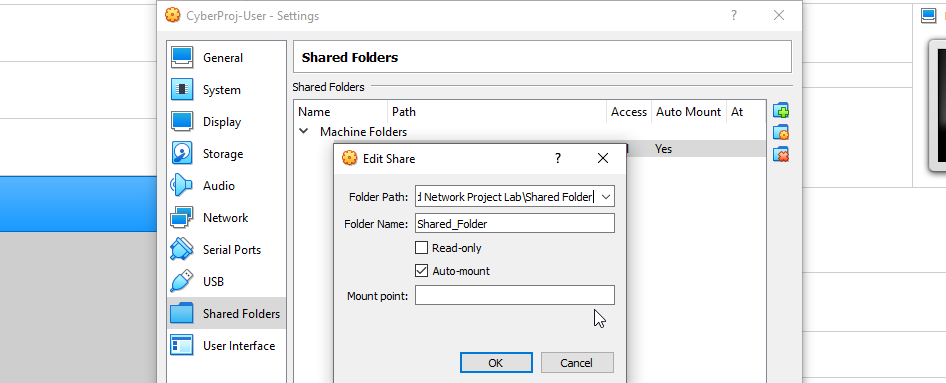 CyberProj-User - Settings
?
General
System
Display
Storage
Audio
Network
Serial Ports
USB
Shared Folders
User Interface
Shared Folders
Shared Folders
Name Path Access Auto Mount At
Machine Folders
Yes
Edit Share ?
Folder Path: Network Project Lab\Shared Folder
Folder Name: Shared_Folder
Read-only
Auto-mount
Mount point:
OK Cancel